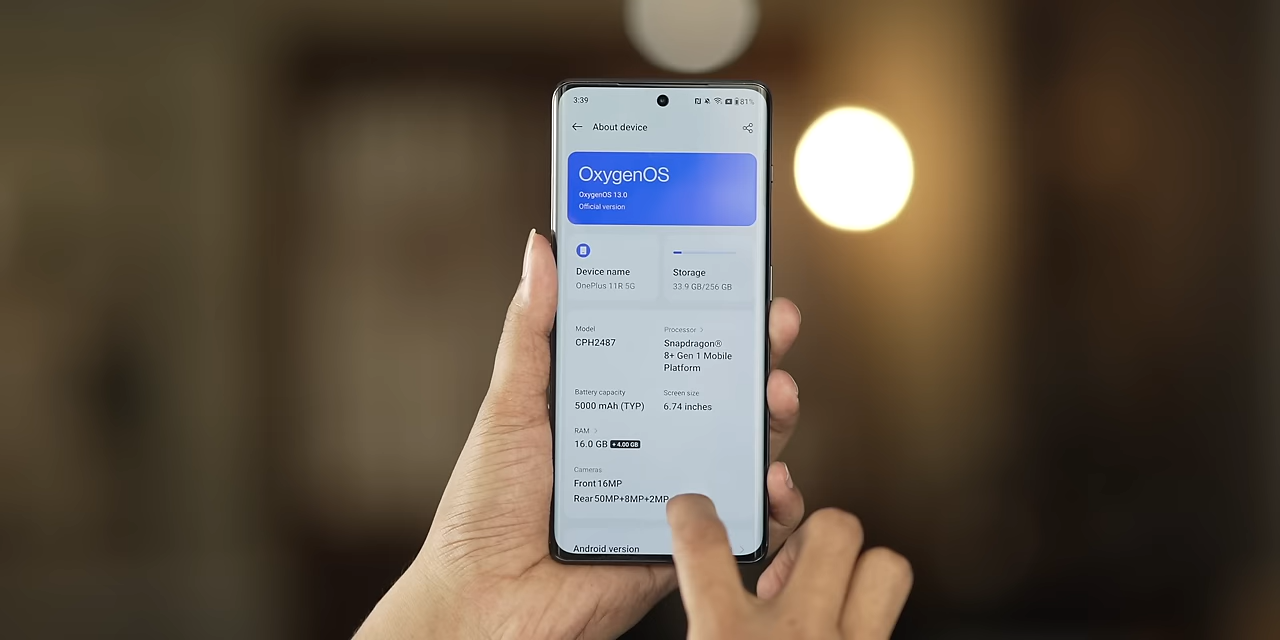 3:39
81%
About device
OxygenOS
OxygenOS 13.0
Official version
Device name
OnePlus 11R 5G
Storage
33.9 GB/256 GB
Model
CPH2487
Processor
Snapdragon®
8+ Gen 1 Mobile
Platform
Battery capacity
5000 mAh (TYP)
Screen size
6.74 inches
RAM
16.0 GB + 4.00 GB
Cameras
Front 16MP
Rear 50MP+8MP+2MP
Android version